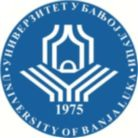 УНИВЕРЗИТЕТ У БАЊОЈ ЛУЦИ
UNIVERSITY OF BANJA LUKA
1975